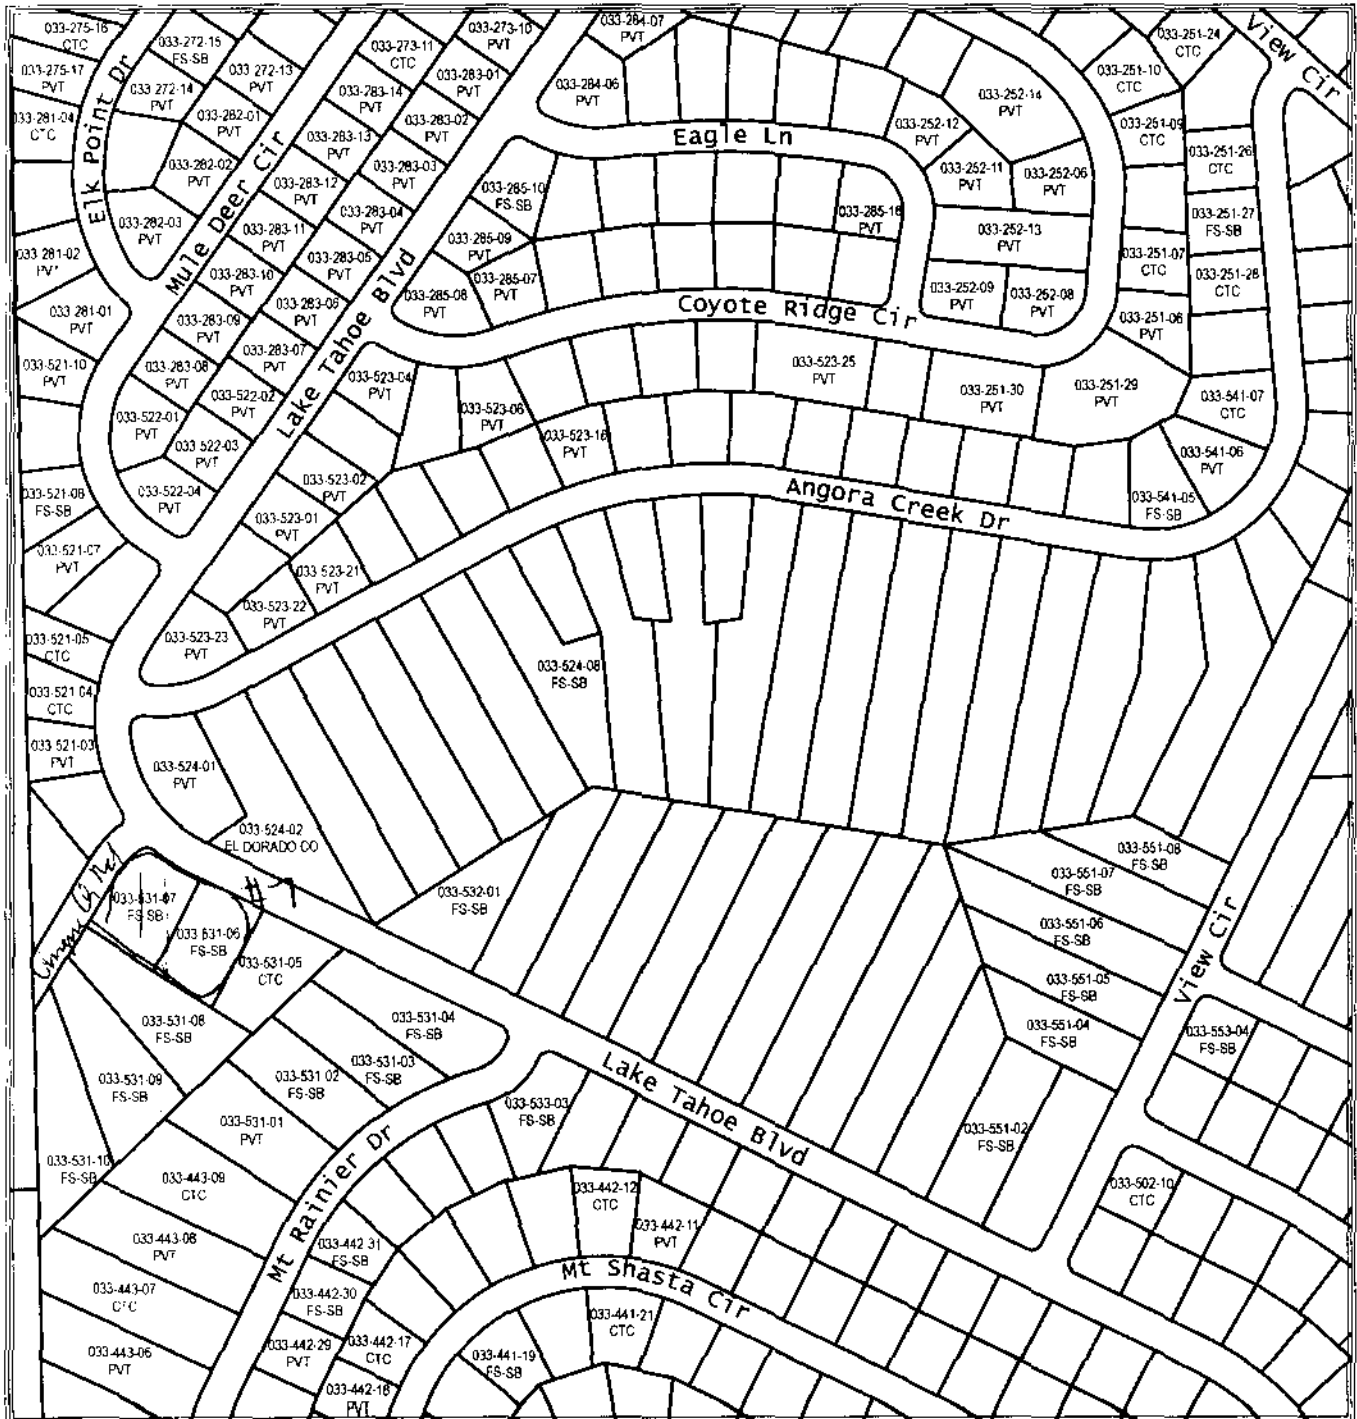 033-275-16
CTC
033-272-15
FS-SB
033-273-11
CTC
033-273-10
PVT
033-284-07
PVT
033-251-24
CTC
View Cir
033-275-17
PVT
033 272-14
PVT
033 272-13
PVT
033-283-14
PVT
033-283-01
PVT
033-284-06
PVT
033-252-14
PVT
033-251-10
CTC
033-281-04
CTC
Elk Point Dr
033-282-01
PVT
033-283-13
PVT
033-283-02
PVT
Eagle Ln
033-252-12
PVT
033-251-09
CTC
033-251-26
CTC
033-282-02
PVT
Mule Deer Cir
033-283-12
PVT
033-283-03
PVT
033-285-10
FS-SB
033-252-11
PVT
033-252-06
PVT
033-282-03
PVT
033-283-11
PVT
033-283-04
PVT
033-285-09
PVT
033-285-18
PVT
033-252-13
PVT
033-251-27
FS-SB
033 281-02
PVT
033-283-10
PVT
033-283-05
PVT
033-285-08
PVT
033-285-07
PVT
033-252-09
PVT
033-252-08
PVT
033-251-07
CTC
033-251-28
CTC
033 281-01
PVT
033-283-09
PVT
033-283-06
PVT
Lake Tahoe Blvd
Coyote Ridge Cir
033-251-06
PVT
033-521-10
PVT
033-283-08
PVT
033-283-07
PVT
033-523-04
PVT
033-523-25
PVT
033-251-30
PVT
033-251-29
PVT
033-541-07
CTC
033-522-01
PVT
033-522-02
PVT
033-523-06
PVT
033-523-16
PVT
033 522-03
PVT
033-541-06
PVT
033-521-08
FS-SB
033-522-04
PVT
033-523-02
PVT
Angora Creek Dr
033-541-05
FS-SB
033-523-01
PVT
033-521-07
PVT
033 523-21
PVT
033-523-22
PVT
033-521-05
CTC
033-523-23
PVT
033-524-08
FS-SB
033-521 04
CTC
033-521-03
PVT
033-524-01
PVT
033-524-02
EL DORADO CO
033-551-08
FS-SB
033-532-01
FS-SB
033-551-07
FS-SB
#7
033-531-07
FS SB
033 531-06
FS-SB
033-551-06
FS-SB
View Cir
033-531-05
CTC
033-551-05
FS-SB
033-531-08
FS-SB
033-531-04
FS-SB
033-551-04
FS-SB
033-553-04
FS-SB
033-531-09
FS-SB
033-531 02
FS-SB
033-531-03
FS-SB
Lake Tahoe Blvd
033-531-01
PVT
033-533-03
FS-SB
033-551-02
FS-SB
033-531-10
FS-SB
033-443-09
CTC
Mt Rainier Dr
033-442-12
CTC
033-502-10
CTC
033-443-08
PVT
033-442-31
FS-SB
033-442-11
PVT
033-443-07
CTC
033-442-30
FS-SB
Mt Shasta Cir
033-441-21
CTC
033-443-06
PVT
033-442-29
PVT
033-442-17
CTC
033-441-19
FS-SB
033-442-18
PVT